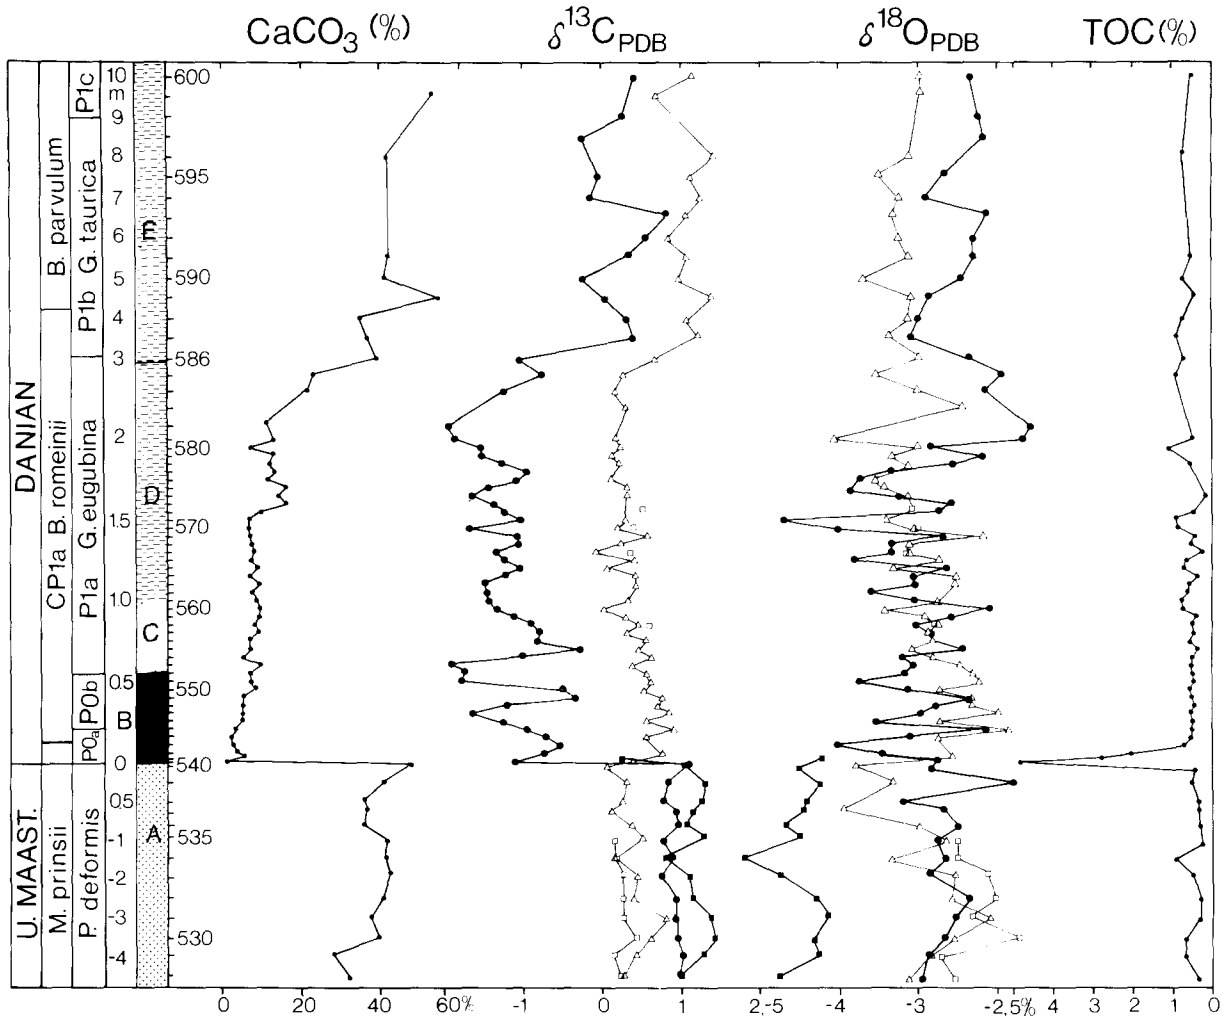 CaCO3 (%) δ13CPDB δ18OPDB TOC(%)
DANIAN
U. MAAST.
B. parvulum
CP1a B. romeinii
M. prinsii
P1c
P1b G. taurica
P1a G. eugubina
P0b
P0a
P. deformis
10
m
9
8
7
6
5
4
3
2
1.5
1.0
0.5
0
0.5
-1
-2
-3
-4
E
D
C
B
A
600
595
590
586
580
570
560
550
540
535
530
0 20 40 60% -1 0 1 2,-5 -4 -3 -2,5% 4 3 2 1 0